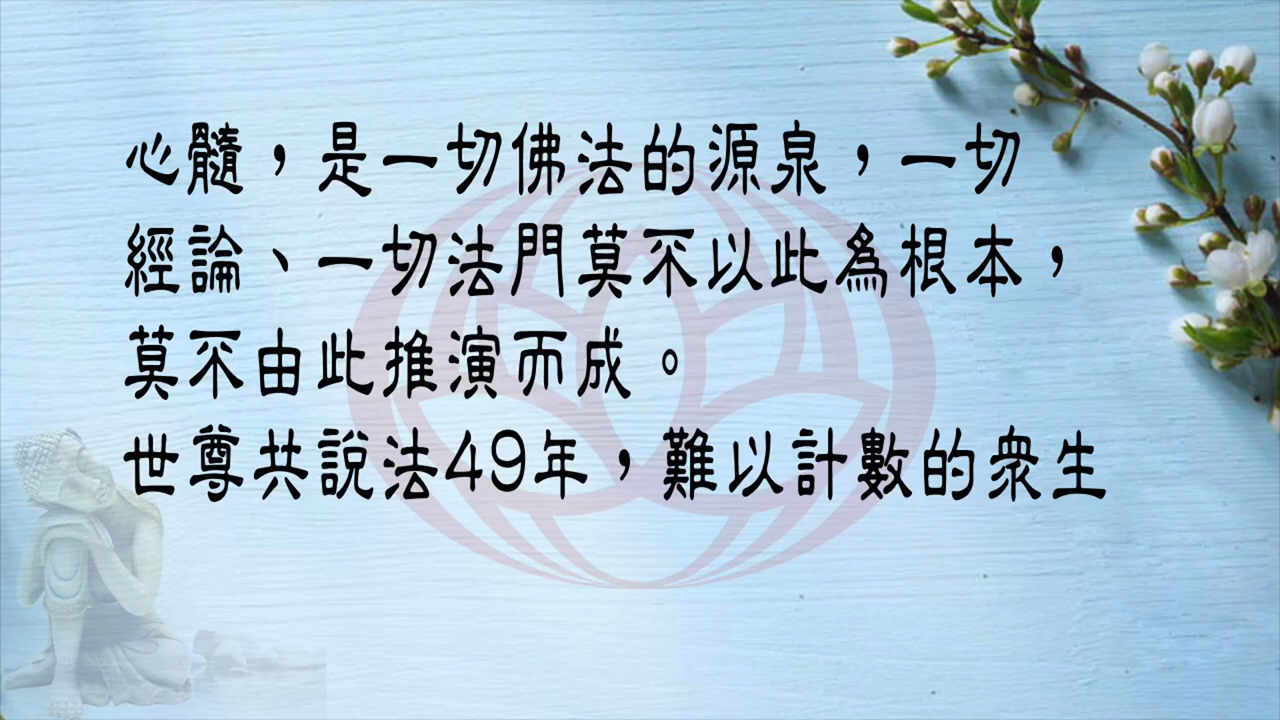 心髓，是一切佛法的源泉，一切
經論、一切法門莫不以此為根本，
莫不由此推演而成。
世尊共說法49年，難以計數的眾生